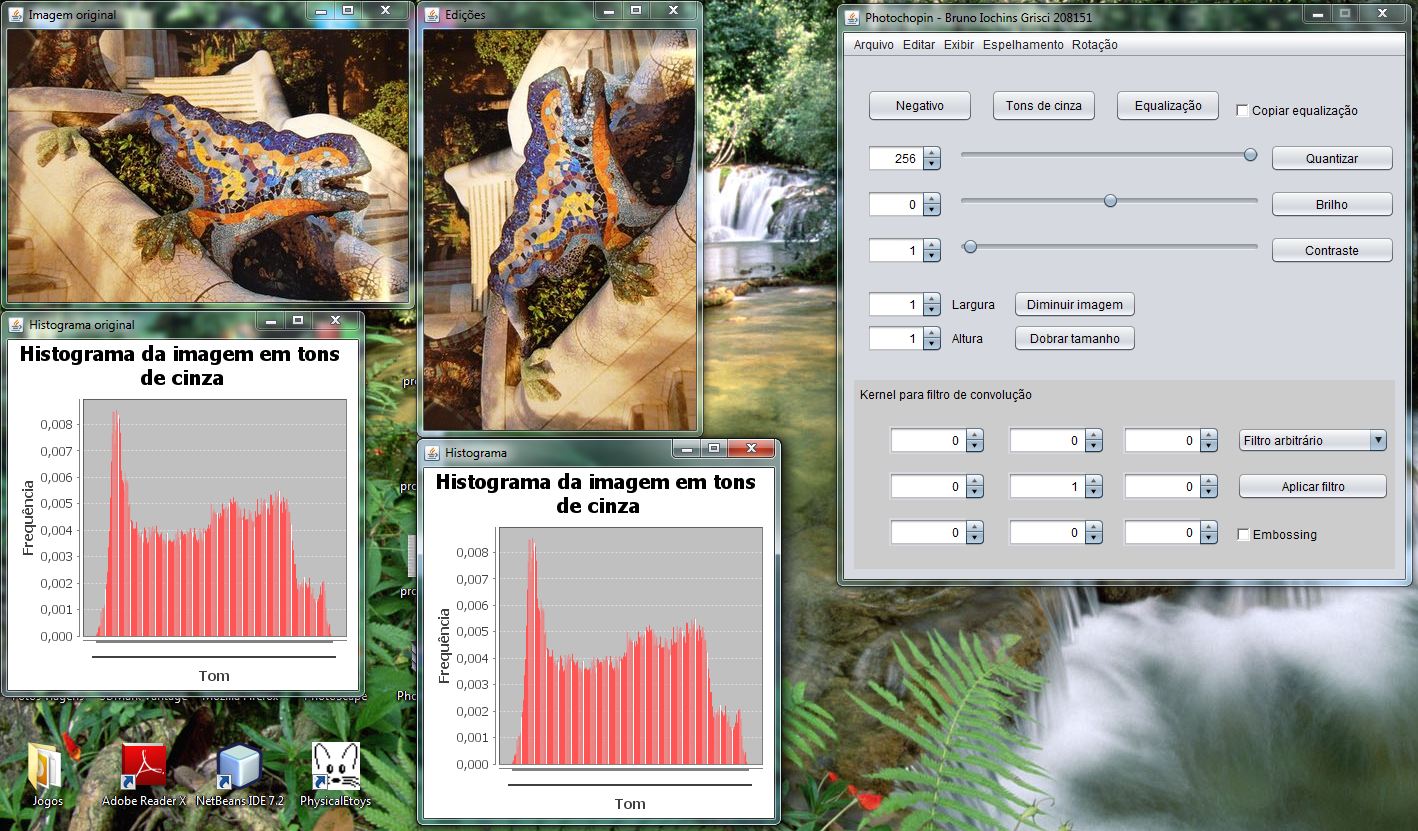 Imagem original
Edições
Photochopin - Bruno Iochins Grisci 208151
Arquivo Editar Exibir Espelhamento Rotação
Negativo
Tons de cinza
Equalização
Copiar equalização
256
Quantizar
0
Brilho
1
Contraste
1
Largura
Diminuir imagem
1
Altura
Dobrar tamanho
Kernel para filtro de convolução
0
0
0
Filtro arbitrário
0
1
0
Aplicar filtro
0
0
0
Embossing
Histograma original
Histograma da imagem em tons
de cinza
Frequência
0,008
0,007
0,006
0,005
0,004
0,003
0,002
0,001
0,000
Tom
Histograma
Histograma da imagem em tons
de cinza
Frequência
0,008
0,007
0,006
0,005
0,004
0,003
0,002
0,001
0,000
Tom
Jogos
Adobe Reader X
NetBeans IDE 7.2
PhysicalEtoys